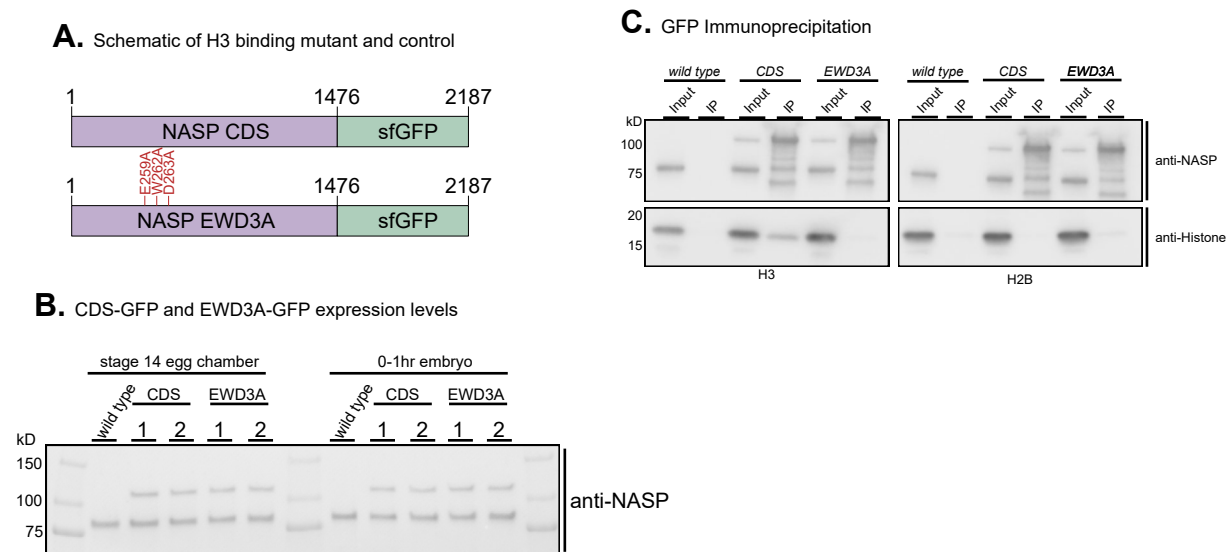 A. Schematic of H3 binding mutant and control
1 1476 2187
NASP CDS sfGFP
E259A
W262A
D263A
1 1476 2187
NASP EWD3A sfGFP
B. CDS-GFP and EWD3A-GFP expression levels
stage 14 egg chamber 0-1hr embryo
wild type CDS EWD3A wild type CDS EWD3A
1 2 1 2 1 2 1 2
kD
150
100
75
anti-NASP
C. GFP Immunoprecipitation
wild type CDS EWD3A wild type CDS EWD3A
Input IP Input IP Input IP Input IP Input IP Input IP
kD
100
75
anti-NASP
20
15
anti-Histone
H3 H2B